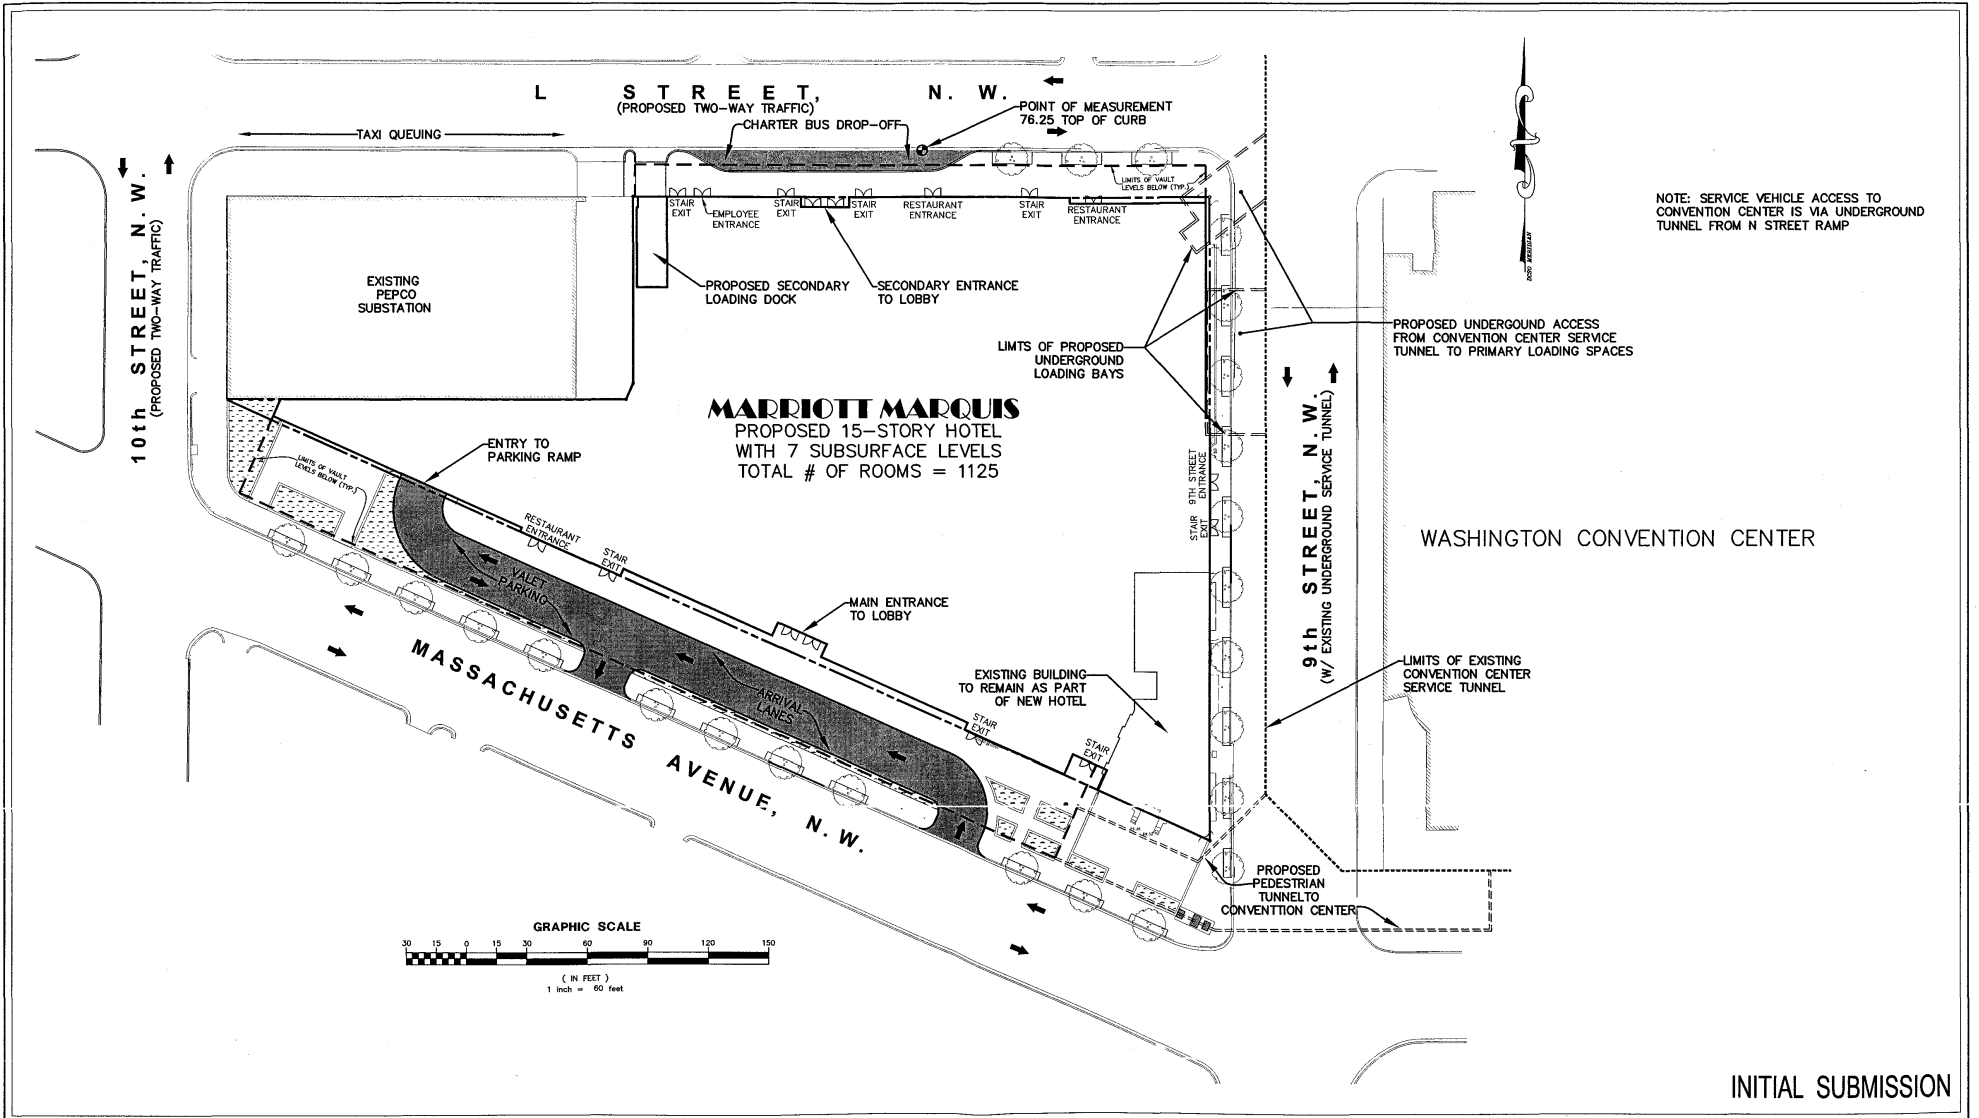 L STREET, N.W.
(PROPOSED TWO-WAY TRAFFIC)
POINT OF MEASUREMENT
76.25 TOP OF CURB
CHARTER BUS DROP-OFF
TAXI QUEUING
10th STREET, N.W.
(PROPOSED TWO-WAY TRAFFIC)
LIMITS OF VAULT
LEVELS BELOW (TYP.)
STAIR
EXIT
EMPLOYEE
ENTRANCE
STAIR
EXIT
STAIR
EXIT
RESTAURANT
ENTRANCE
STAIR
EXIT
RESTAURANT
ENTRANCE
NOTE: SERVICE VEHICLE ACCESS TO
CONVENTION CENTER IS VIA UNDERGROUND
TUNNEL FROM N STREET RAMP
DCSO MERIDIAN
EXISTING
PEPCO
SUBSTATION
PROPOSED SECONDARY
LOADING DOCK
SECONDARY ENTRANCE
TO LOBBY
LIMTS OF PROPOSED
UNDERGROUND
LOADING BAYS
PROPOSED UNDERGOUND ACCESS
FROM CONVENTION CENTER SERVICE
TUNNEL TO PRIMARY LOADING SPACES
MARRIOTT MARQUIS
PROPOSED 15-STORY HOTEL
WITH 7 SUBSURFACE LEVELS
TOTAL # OF ROOMS = 1125
ENTRY TO
PARKING RAMP
LIMITS OF VAULT
LEVELS BELOW (TYP.)
RESTAURANT
ENTRANCE
STAIR
EXIT
9TH STREET
ENTRANCE
STAIR
EXIT
9th STREET, N.W.
(W/ EXISTING UNDERGROUND SERVICE TUNNEL)
WASHINGTON CONVENTION CENTER
VALET
PARKING
MAIN ENTRANCE
TO LOBBY
MASSACHUSETTS AVENUE, N.W.
ARRIVAL
LANES
EXISTING BUILDING
TO REMAIN AS PART
OF NEW HOTEL
LIMITS OF EXISTING
CONVENTION CENTER
SERVICE TUNNEL
STAIR
EXIT
STAIR
EXIT
PROPOSED
PEDESTRIAN
TUNNELTO
CONVENTTION CENTER
GRAPHIC SCALE
30 15 0 15 30 60 90 120 150
( IN FEET )
1 inch = 60 feet
INITIAL SUBMISSION